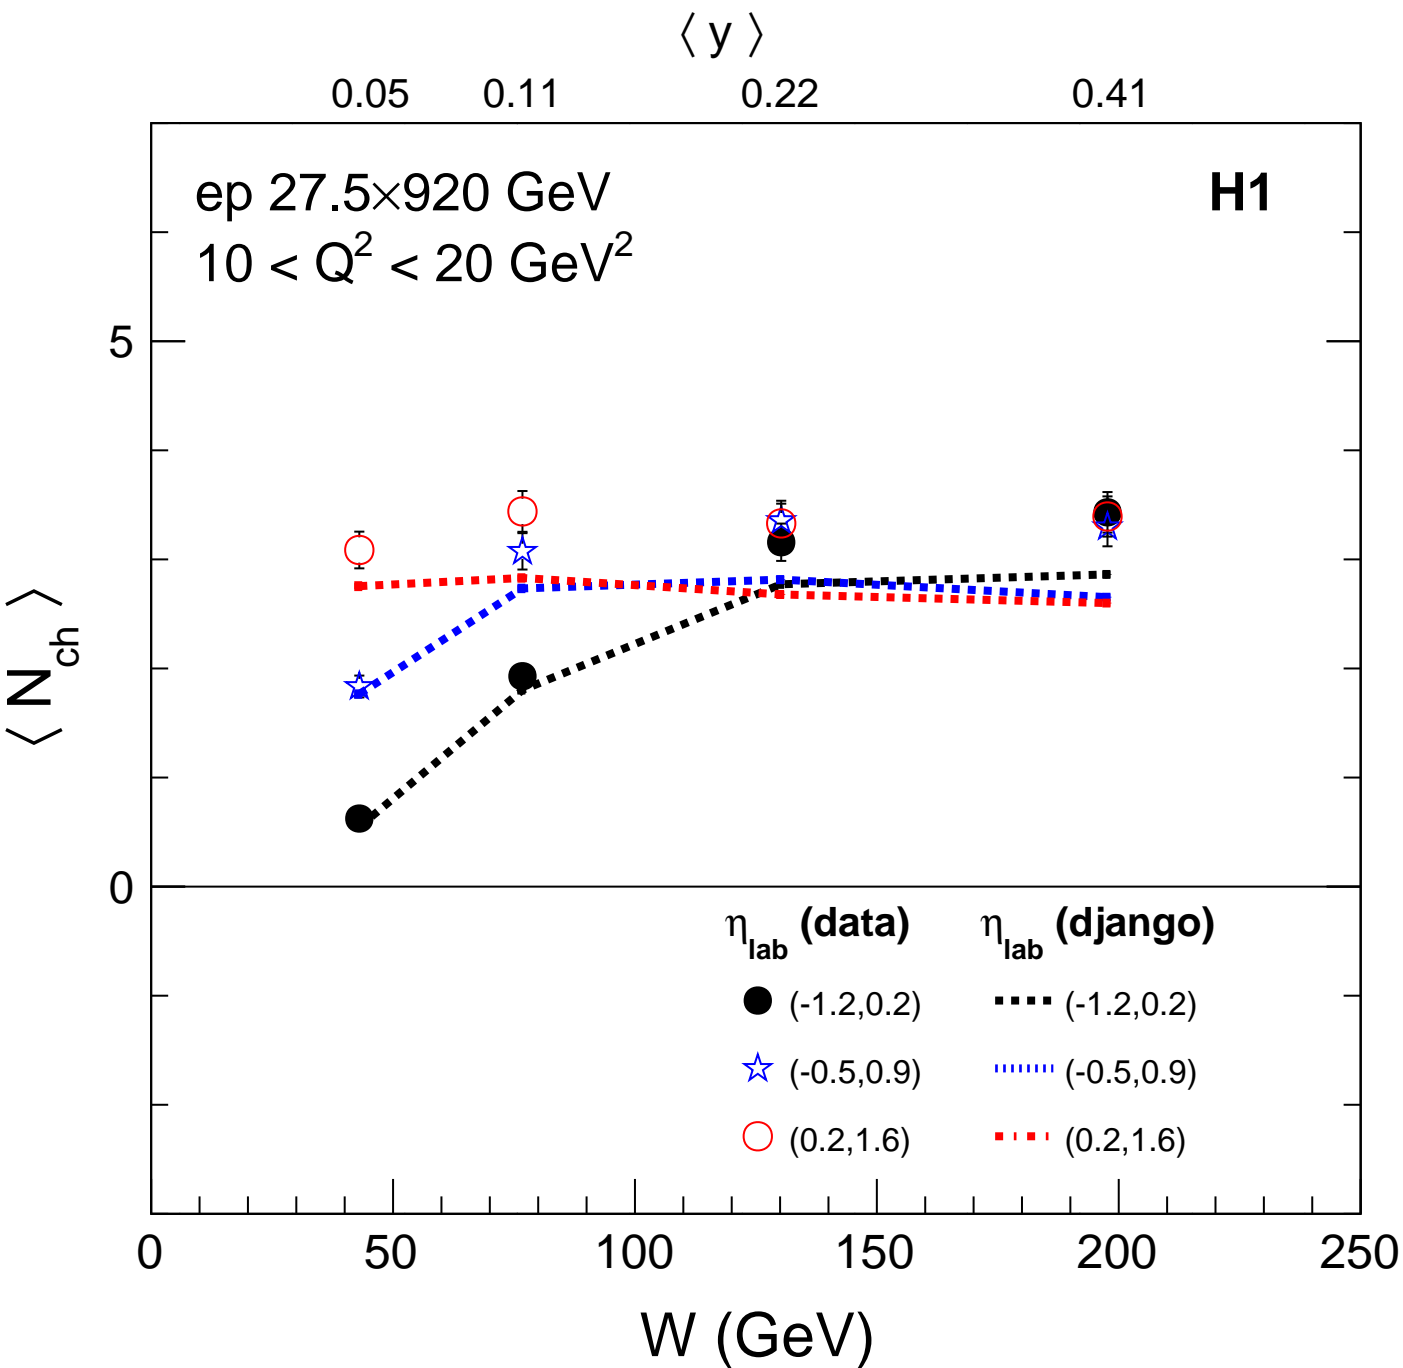 ⟨ y ⟩
0.05 0.11 0.22 0.41
ep 27.5×920 GeV H1
10 < Q² < 20 GeV²
5
⟨ N_ch ⟩
0
η_lab (data) η_lab (django)
(-1.2,0.2) (-1.2,0.2)
(-0.5,0.9) (-0.5,0.9)
(0.2,1.6) (0.2,1.6)
0 50 100 150 200 250
W (GeV)